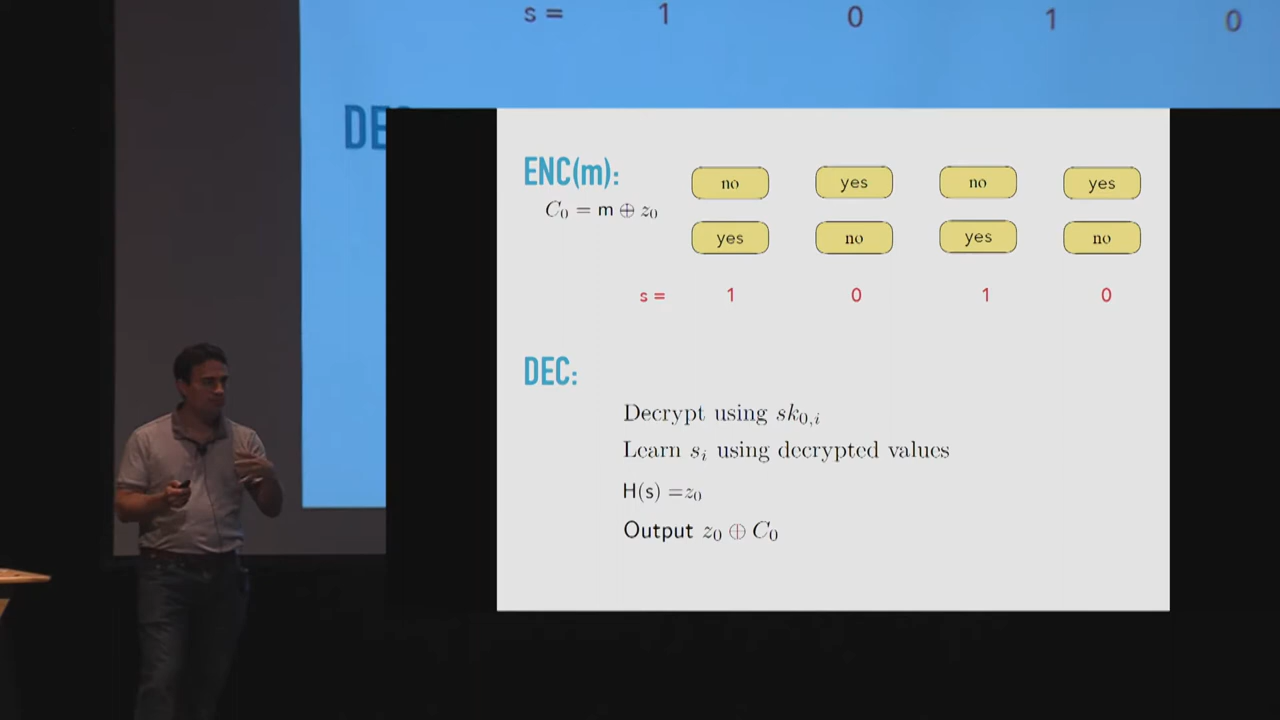 s = 1 0 1 0
DE
ENC(m): no yes no yes
C₀ = m ⊕ z₀
yes no yes no
s = 1 0 1 0
DEC:
Decrypt using sk₀,ᵢ
Learn sᵢ using decrypted values
H(s) =z₀
Output z₀ ⊕ C₀